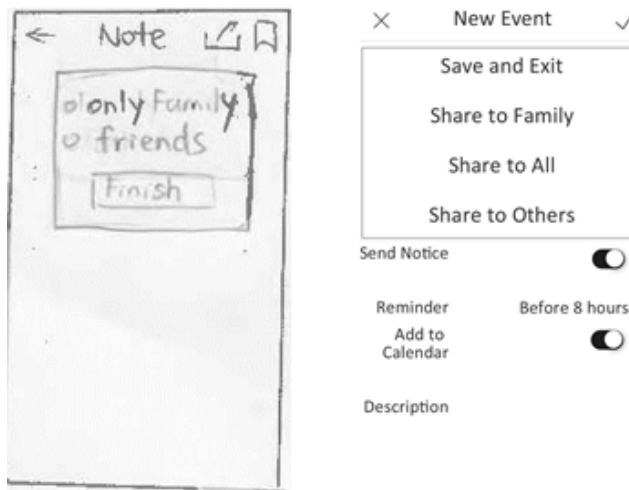 Note
only Family
friends
Finish
New Event
Save and Exit
Share to Family
Share to All
Share to Others
Send Notice
Reminder Before 8 hours
Add to
Calendar
Description